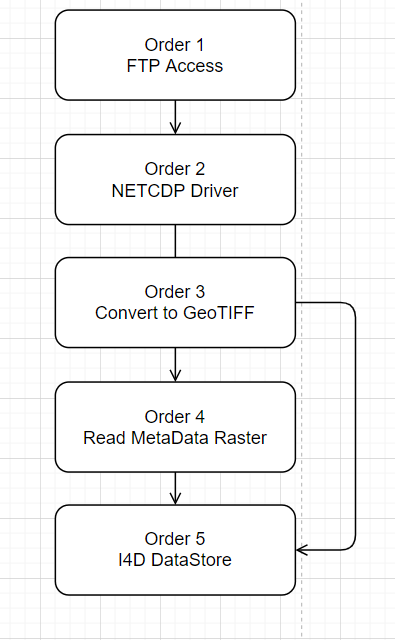 Order 1
FTP Access
Order 2
NETCDP Driver
Order 3
Convert to GeoTIFF
Order 4
Read MetaData Raster
Order 5
I4D DataStore